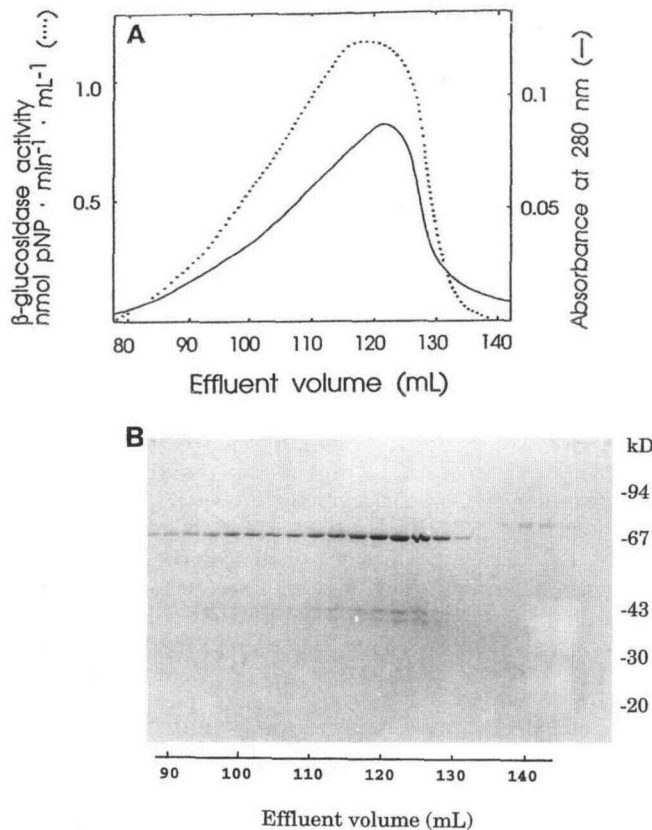 A
β-glucosidase activity
nmol pNP · min⁻¹ · mL⁻¹ (····)
1.0
0.5
Absorbance at 280 nm (—)
0.1
0.05
80 90 100 110 120 130 140
Effluent volume (mL)
B
kD
-94
-67
-43
-30
-20
90 100 110 120 130 140
Effluent volume (mL)